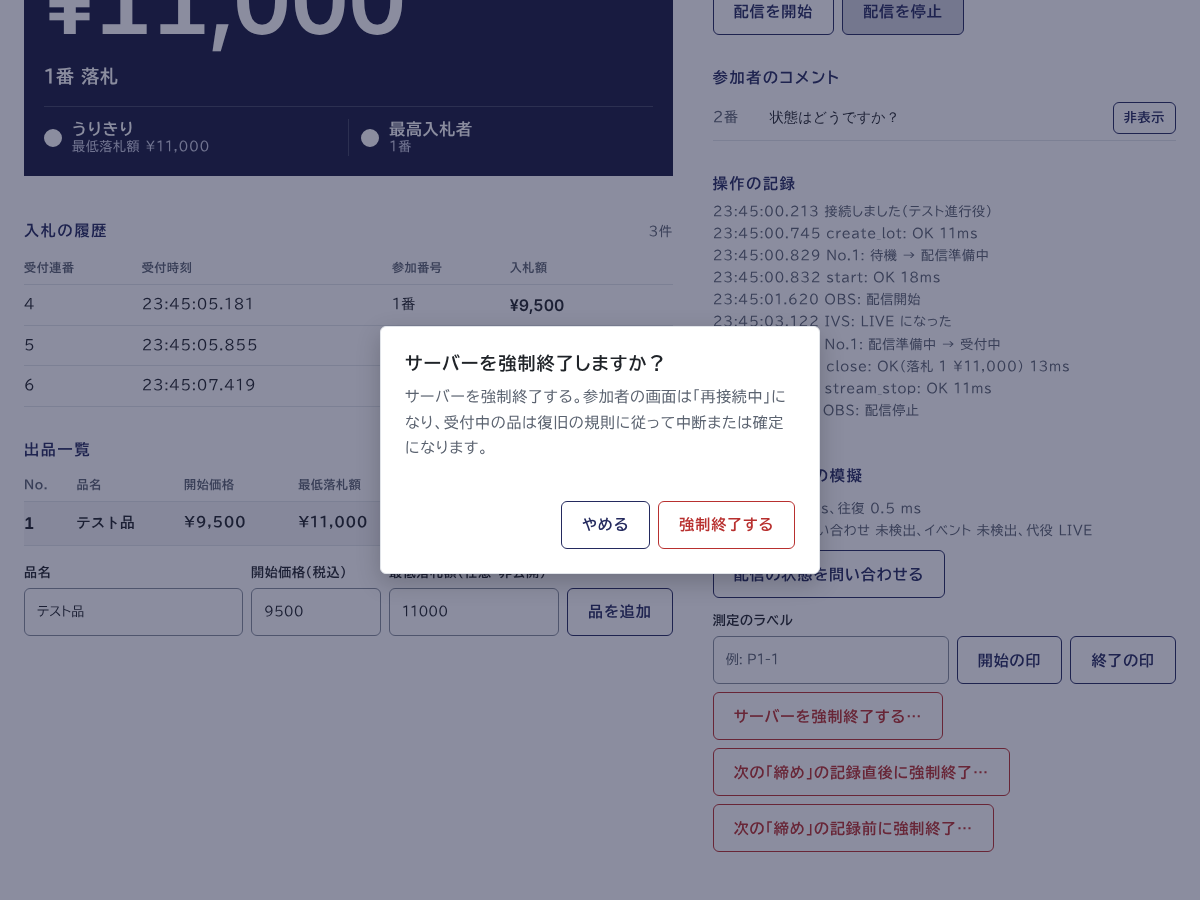 ¥11,000
1番 落札
うりきり
最低落札額 ¥11,000
最高入札者
1番
入札の履歴
3件
受付連番 受付時刻 参加番号 入札額
4 23:45:05.181 1番 ¥9,500
5 23:45:05.855
6 23:45:07.419
出品一覧
No. 品名 開始価格 最低落札額
1 テスト品 ¥9,500 ¥11,000
品名
開始価格(税込)
最低落札額(任意・非公開)
テスト品
9500
11000
品を追加
配信を開始
配信を停止
参加者のコメント
2番 状態はどうですか？ 非表示
操作の記録
23:45:00.213 接続しました(テスト進行役)
23:45:00.745 create_lot: OK 11ms
23:45:00.829 No.1: 待機 → 配信準備中
23:45:00.832 start: OK 18ms
23:45:01.620 OBS: 配信開始
23:45:03.122 IVS: LIVE になった
No.1: 配信準備中 → 受付中
close: OK(落札 1 ¥11,000) 13ms
stream_stop: OK 11ms
OBS: 配信停止
の模擬
s、往復 0.5 ms
い合わせ 未検出、イベント 未検出、代役 LIVE
配信の状態を問い合わせる
測定のラベル
例: P1-1
開始の印
終了の印
サーバーを強制終了する…
次の「締め」の記録直後に強制終了…
次の「締め」の記録前に強制終了…
サーバーを強制終了しますか？
サーバーを強制終了する。参加者の画面は「再接続中」に
なり、受付中の品は復旧の規則に従って中断または確定
になります。
やめる
強制終了する